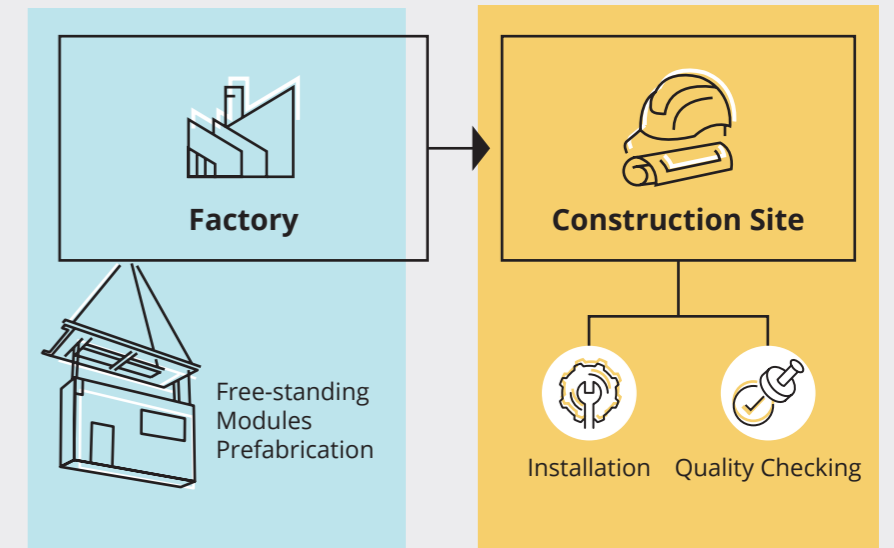 Factory
Construction Site
Free-standing
Modules
Prefabrication
Installation
Quality Checking